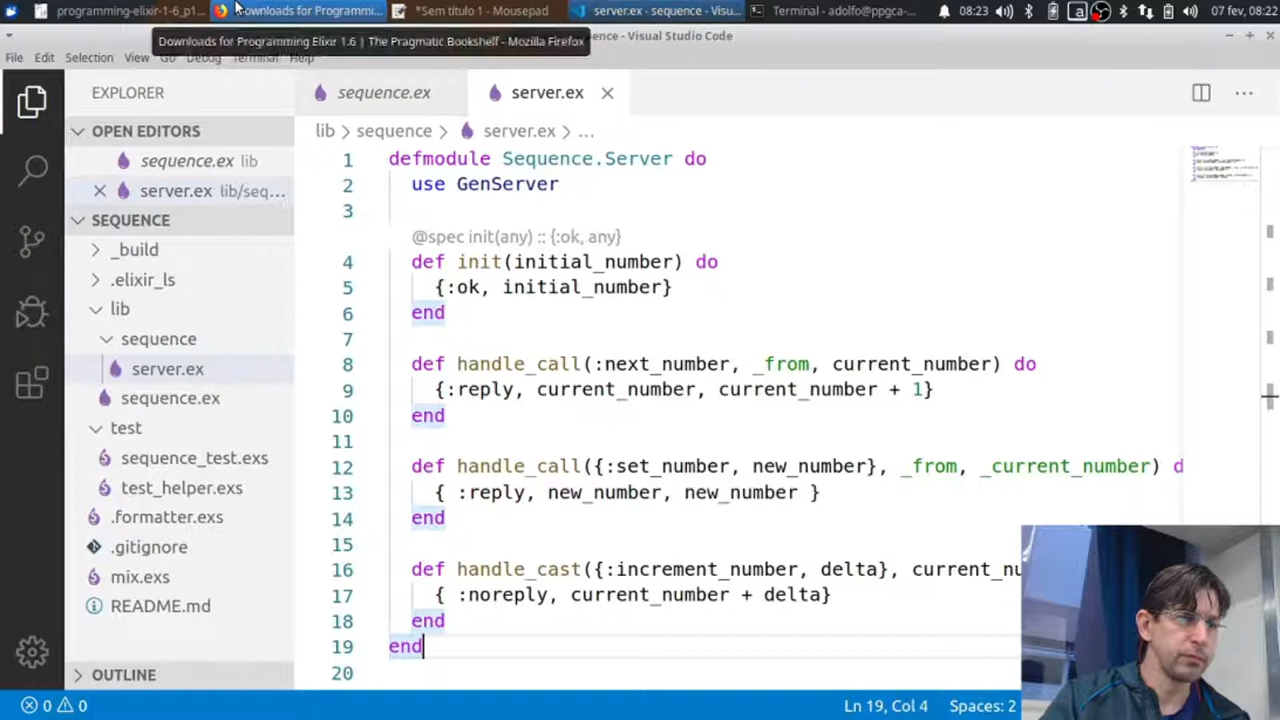 programming-elixir-1-6_p1...
Downloads for Programmi...
*Sem título 1 - Mousepad
server.ex - sequence - Visu...
Terminal - adolfo@ppgca-...
08:23
07 fev, 08:22
Downloads for Programming Elixir 1.6 | The Pragmatic Bookshelf - Mozilla Firefox
ence - Visual Studio Code
File Edit Selection View Go Debug Terminal Help
EXPLORER
OPEN EDITORS
sequence.ex lib
server.ex lib/seq...
SEQUENCE
_build
.elixir_ls
lib
sequence
server.ex
sequence.ex
test
sequence_test.exs
test_helper.exs
.formatter.exs
.gitignore
mix.exs
README.md
OUTLINE
sequence.ex
server.ex
lib > sequence > server.ex > ...
1 defmodule Sequence.Server do
2 use GenServer
3
@spec init(any) :: {:ok, any}
4 def init(initial_number) do
5 {:ok, initial_number}
6 end
7
8 def handle_call(:next_number, _from, current_number) do
9 {:reply, current_number, current_number + 1}
10 end
11
12 def handle_call({:set_number, new_number}, _from, _current_number) d
13 { :reply, new_number, new_number }
14 end
15
16 def handle_cast({:increment_number, delta}, current_nu
17 { :noreply, current_number + delta}
18 end
19 end
20
0 0
Ln 19, Col 4 Spaces: 2